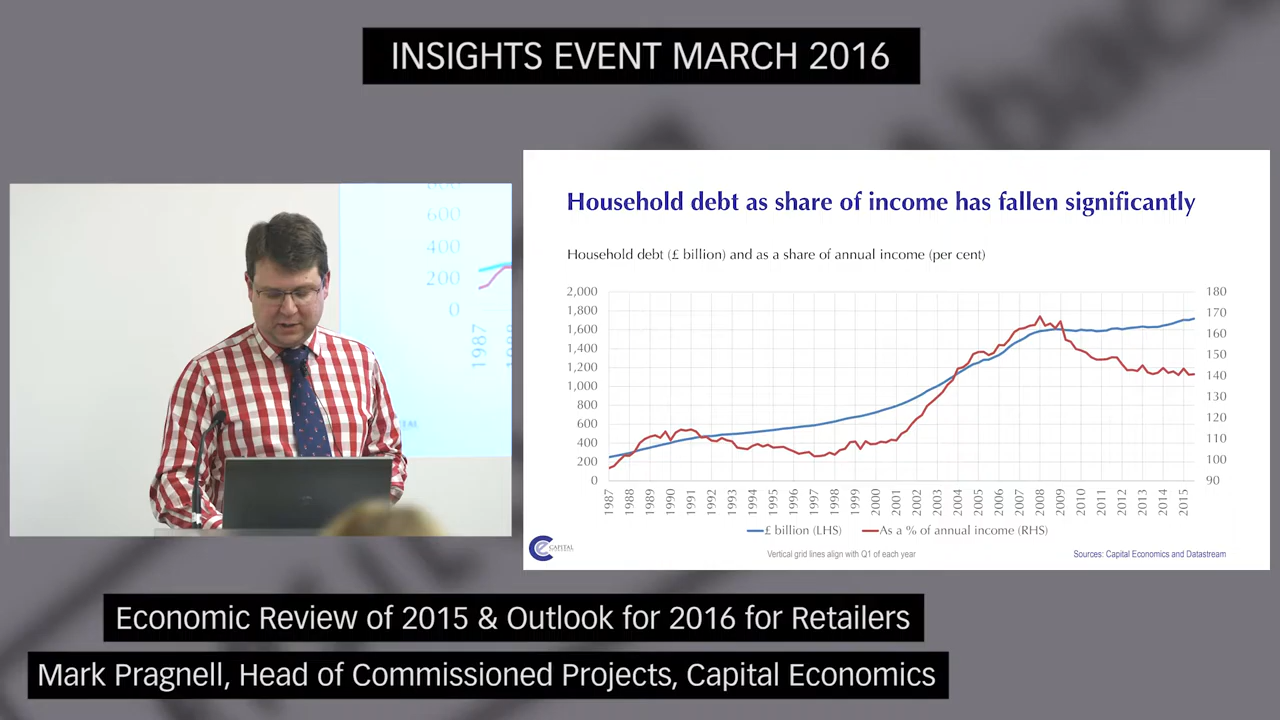 INSIGHTS EVENT MARCH 2016
600
400
200
0
1987
Household debt as share of income has fallen significantly
Household debt (£ billion) and as a share of annual income (per cent)
2,000
1,800
1,600
1,400
1,200
1,000
800
600
400
200
0
180
170
160
150
140
130
120
110
100
90
1987 1988 1989 1990 1991 1992 1993 1994 1995 1996 1997 1998 1999 2000 2001 2002 2003 2004 2005 2006 2007 2008 2009 2010 2011 2012 2013 2014 2015
£ billion (LHS) As a % of annual income (RHS)
CAPITAL
Vertical grid lines align with Q1 of each year
Sources: Capital Economics and Datastream
Economic Review of 2015 & Outlook for 2016 for Retailers
Mark Pragnell, Head of Commissioned Projects, Capital Economics